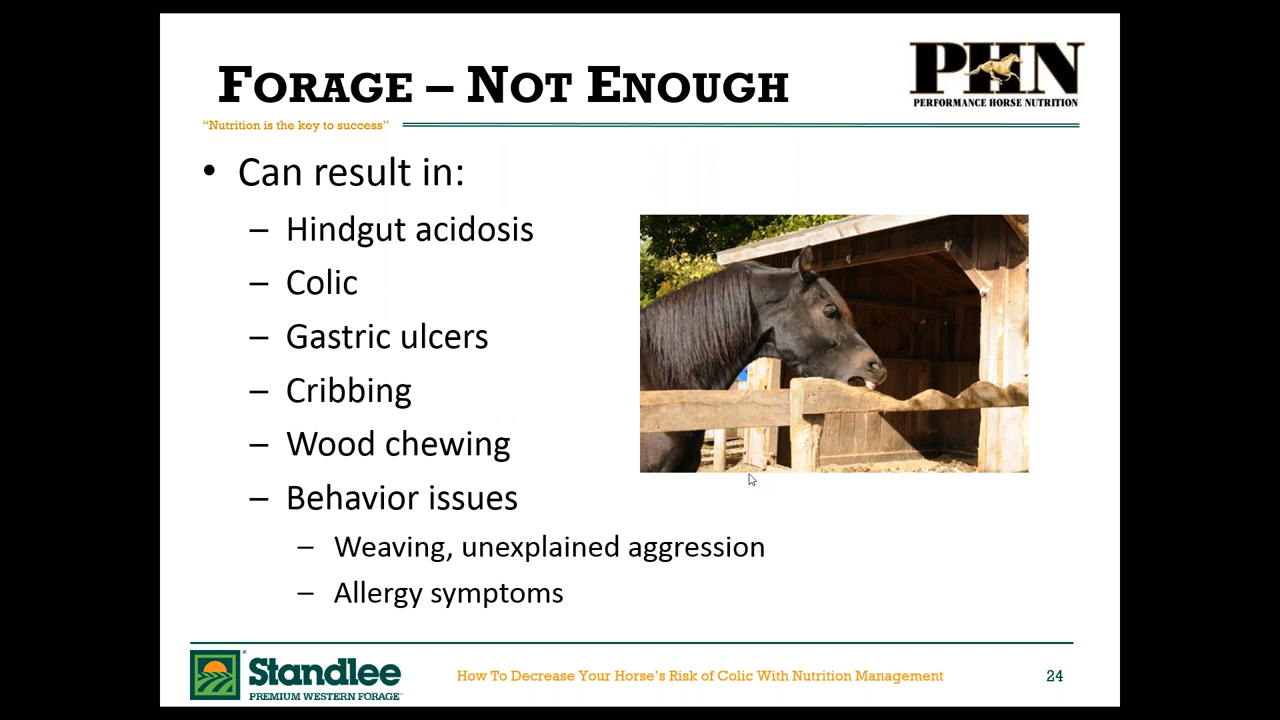 FORAGE – NOT ENOUGH
PHN
PERFORMANCE HORSE NUTRITION
“Nutrition is the key to success”
• Can result in:
– Hindgut acidosis
– Colic
– Gastric ulcers
– Cribbing
– Wood chewing
– Behavior issues
– Weaving, unexplained aggression
– Allergy symptoms
Standlee
PREMIUM WESTERN FORAGE
How To Decrease Your Horse’s Risk of Colic With Nutrition Management
24